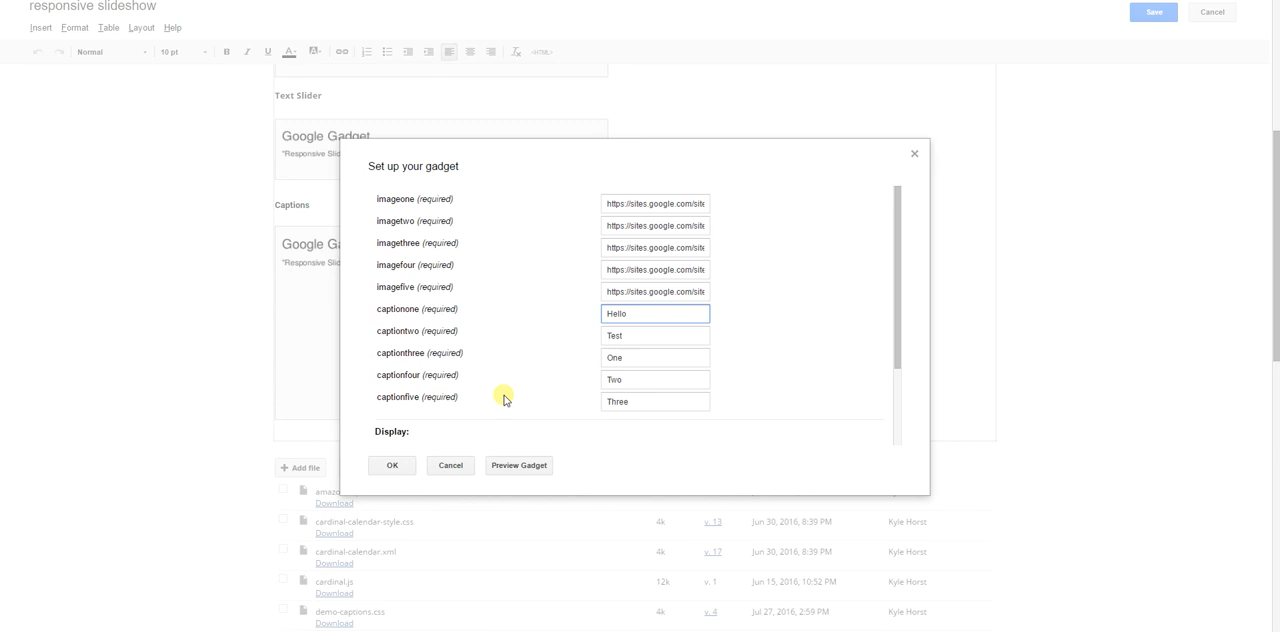 responsive slideshow
Save
Cancel
Insert Format Table Layout Help
Normal 10 pt B I U A A <HTML>
Text Slider
Google Gadget
"Responsive Slid
Captions
Google Ga
"Responsive Slid
Set up your gadget
imageone (required) https://sites.google.com/site
imagetwo (required) https://sites.google.com/site
imagethree (required) https://sites.google.com/site
imagefour (required) https://sites.google.com/site
imagefive (required) https://sites.google.com/site
captionone (required) Hello
captiontwo (required) Test
captionthree (required) One
captionfour (required) Two
captionfive (required) Three
Display:
OK Cancel Preview Gadget
Add file
amazo
Download
cardinal-calendar-style.css 4k v. 13 Jun 30, 2016, 8:39 PM Kyle Horst
Download
cardinal-calendar.xml 4k v. 17 Jun 30, 2016, 8:39 PM Kyle Horst
Download
cardinal.js 12k v. 1 Jun 15, 2016, 10:52 PM Kyle Horst
Download
demo-captions.css 4k v. 4 Jul 27, 2016, 2:59 PM Kyle Horst
Download